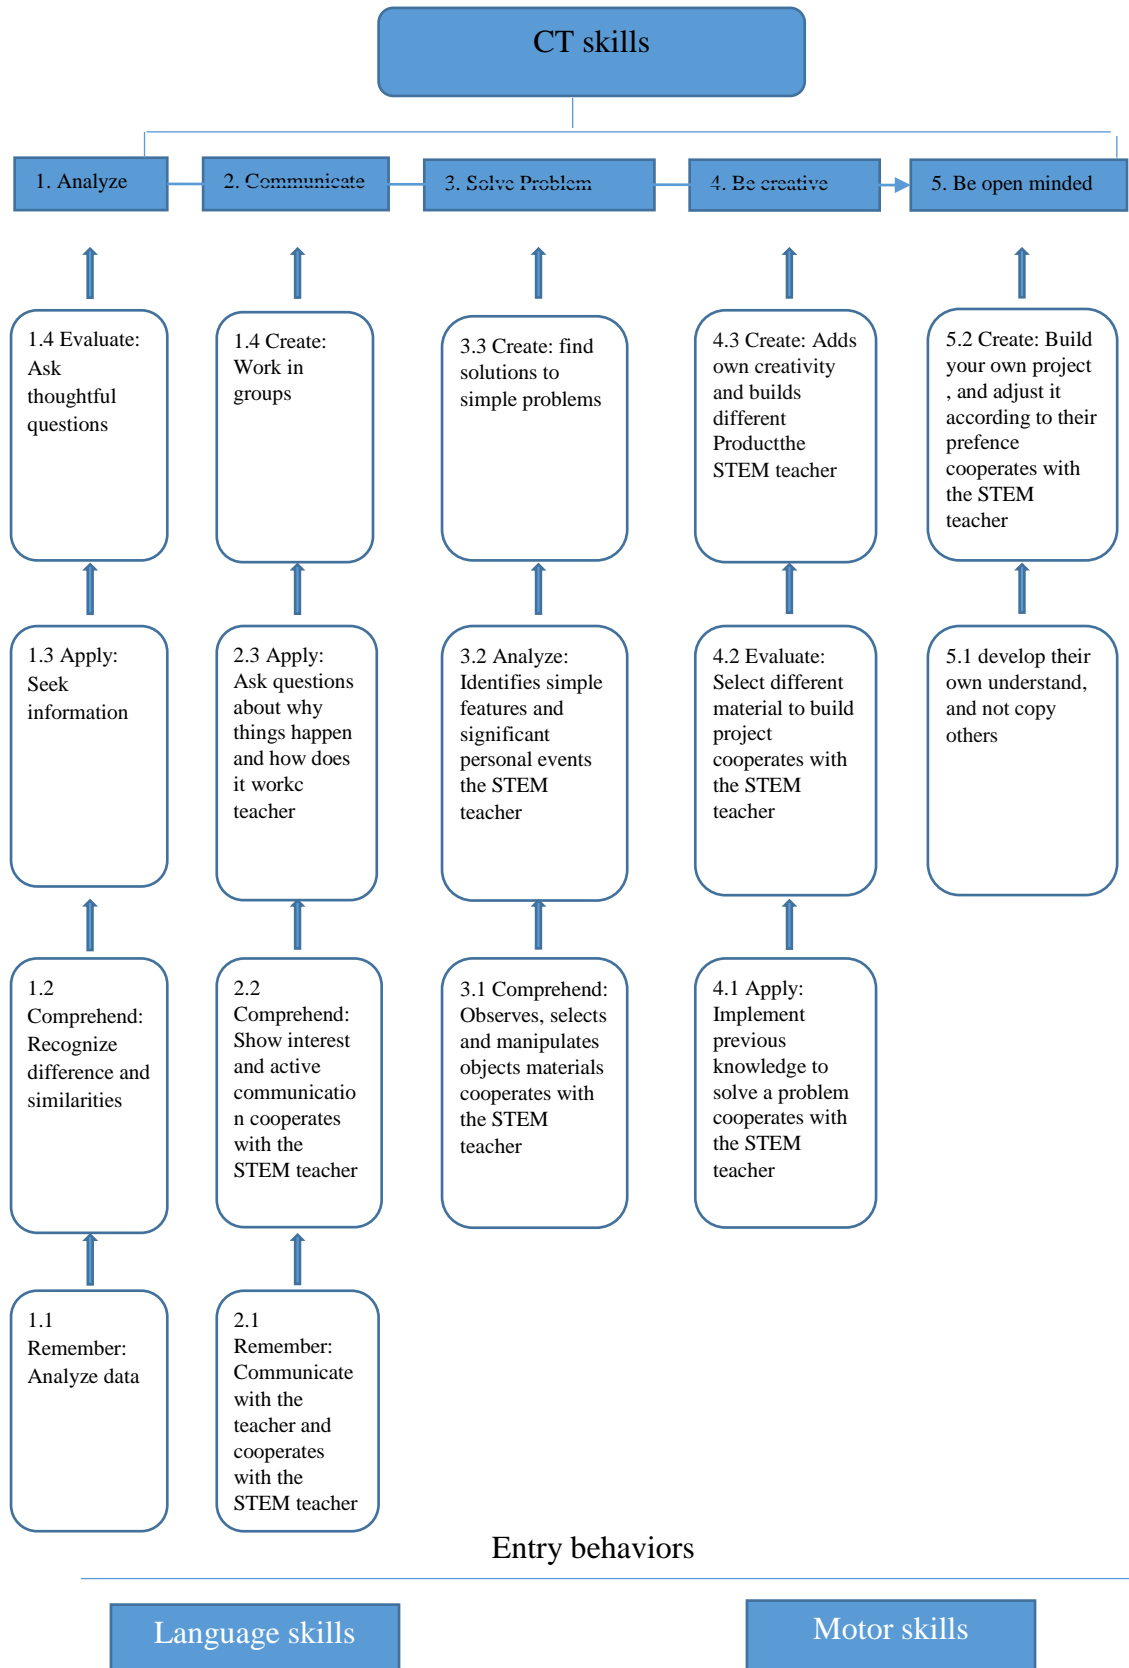 CT skills
1. Analyze
2. Communicate
3. Solve Problem
4. Be creative
5. Be open minded
1.4 Evaluate:
Ask
thoughtful
questions
1.4 Create:
Work in
groups
3.3 Create: find
solutions to
simple problems
4.3 Create: Adds
own creativity
and builds
different
Productthe
STEM teacher
5.2 Create: Build
your own project
, and adjust it
according to their
prefence
cooperates with
the STEM
teacher
1.3 Apply:
Seek
information
2.3 Apply:
Ask questions
about why
things happen
and how does
it workc
teacher
3.2 Analyze:
Identifies simple
features and
significant
personal events
the STEM
teacher
4.2 Evaluate:
Select different
material to build
project
cooperates with
the STEM
teacher
5.1 develop their
own understand,
and not copy
others
1.2
Comprehend:
Recognize
difference and
similarities
2.2
Comprehend:
Show interest
and active
communicatio
n cooperates
with the
STEM teacher
3.1 Comprehend:
Observes, selects
and manipulates
objects materials
cooperates with
the STEM
teacher
4.1 Apply:
Implement
previous
knowledge to
solve a problem
cooperates with
the STEM
teacher
1.1
Remember:
Analyze data
2.1
Remember:
Communicate
with the
teacher and
cooperates
with the
STEM teacher
Entry behaviors
Language skills
Motor skills